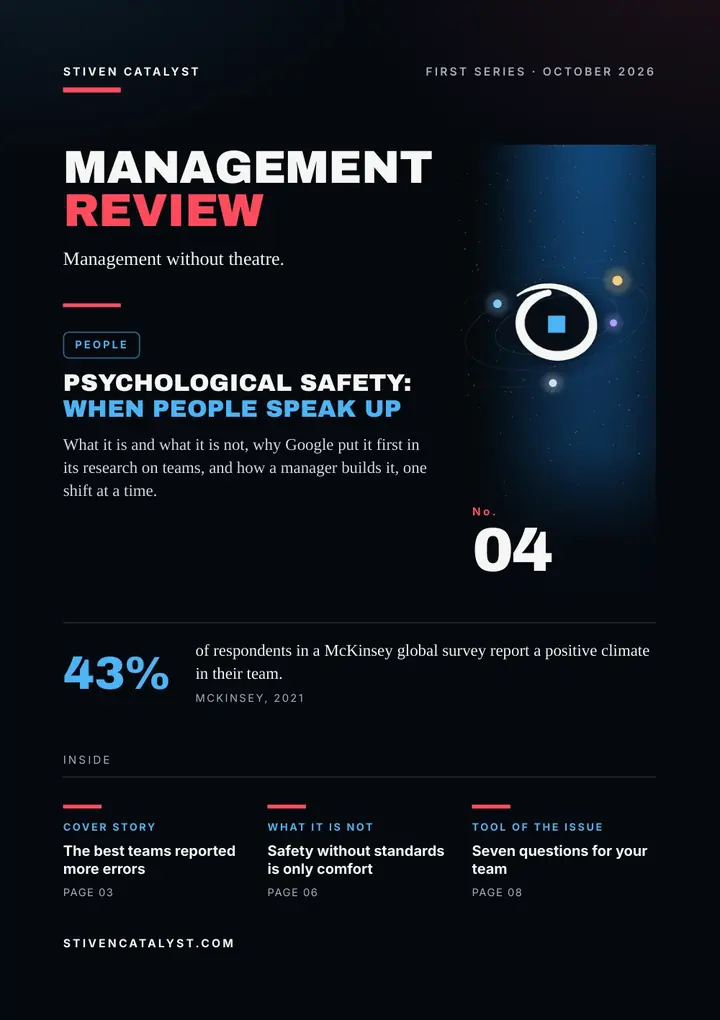 STIVEN CATALYST
FIRST SERIES · OCTOBER 2026
MANAGEMENT
REVIEW
Management without theatre.
PEOPLE
PSYCHOLOGICAL SAFETY:
WHEN PEOPLE SPEAK UP
What it is and what it is not, why Google put it first in
its research on teams, and how a manager builds it, one
shift at a time.
No.
04
43%
of respondents in a McKinsey global survey report a positive climate
in their team.
MCKINSEY, 2021
INSIDE
COVER STORY
The best teams reported
more errors
PAGE 03
WHAT IT IS NOT
Safety without standards
is only comfort
PAGE 06
TOOL OF THE ISSUE
Seven questions for your
team
PAGE 08
STIVENCATALYST.COM